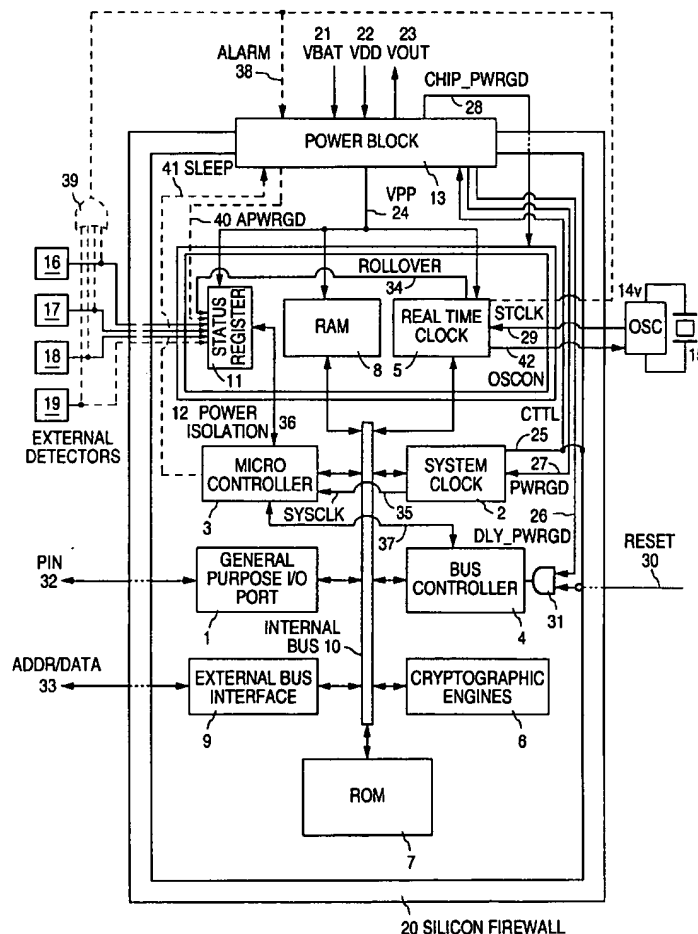 21 22 23
ALARM VBAT VDD VOUT
38
CHIP_PWRGD
28
POWER BLOCK
41 SLEEP
13
39
VPP
24
40 APWRGD
16
ROLLOVER
34
14v
17
STATUS REGISTER
RAM
REAL TIME
CLOCK
STCLK
29
OSC
18
8
5
42
15
11
OSCON
19
12 POWER
ISOLATION
36
CTTL
25
EXTERNAL
DETECTORS
MICRO
CONTROLLER
SYSTEM
CLOCK
27
PWRGD
3
SYSCLK
35
2
26
37
DLY_PWRGD
RESET
30
PIN
32
GENERAL
PURPOSE I/O
PORT
BUS
CONTROLLER
31
1
INTERNAL
BUS 10
4
ADDR/DATA
33
EXTERNAL BUS
INTERFACE
CRYPTOGRAPHIC
ENGINES
9
6
ROM
7
20 SILICON FIREWALL